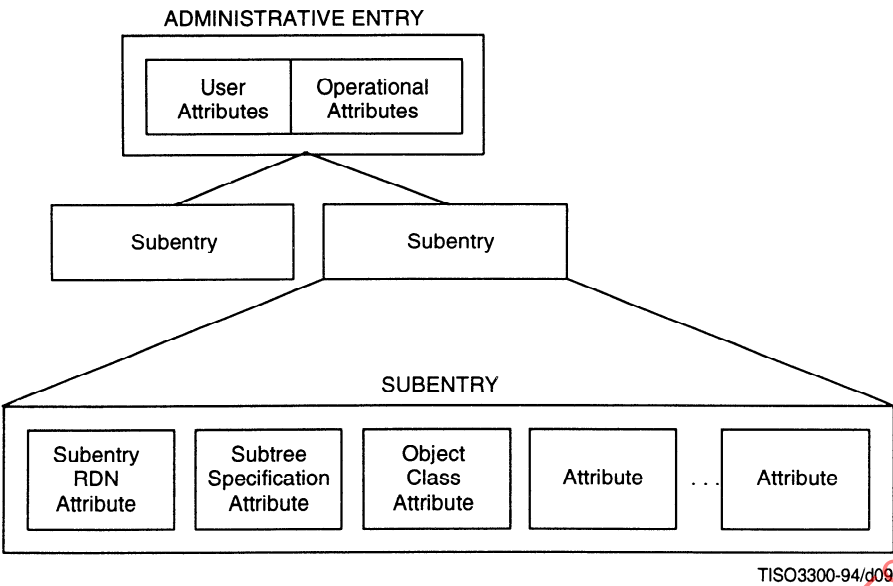 ADMINISTRATIVE ENTRY
User
Attributes
Operational
Attributes
Subentry
Subentry
SUBENTRY
Subentry
RDN
Attribute
Subtree
Specification
Attribute
Object
Class
Attribute
Attribute
. . .
Attribute
TISO3300-94/d09